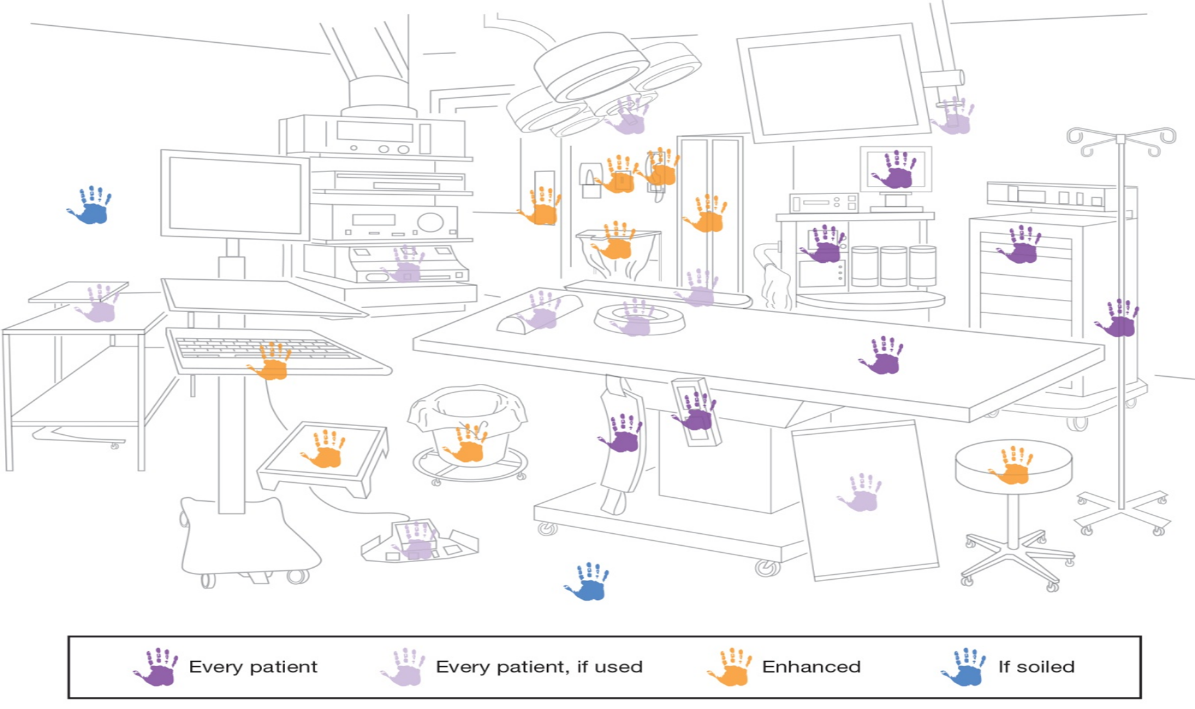 Every patient
Every patient, if used
Enhanced
If soiled